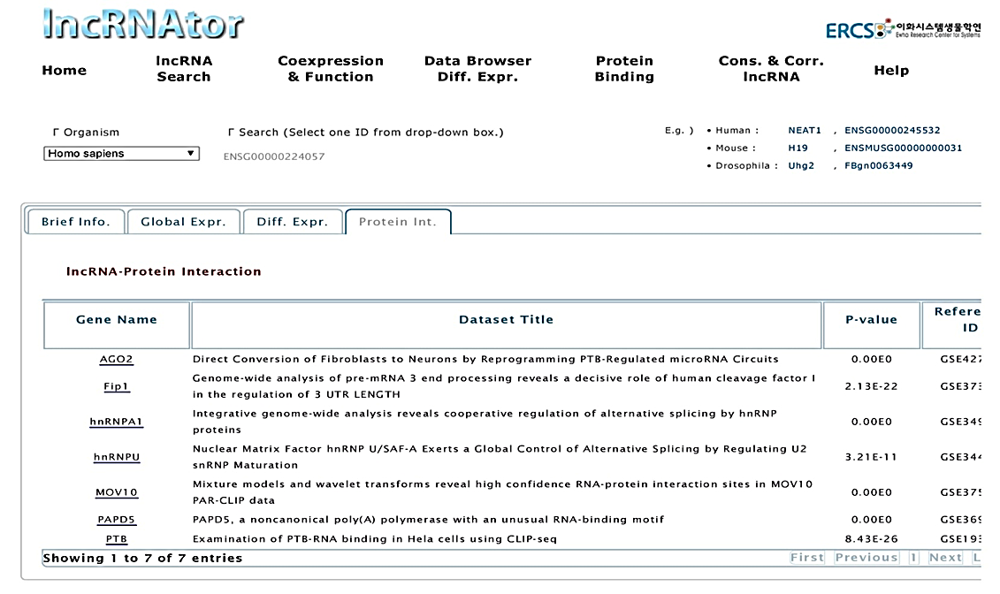 lncRNAtor
ERCSB 이화시스템생물학연
Ewha Research Center for Systems
Home
lncRNA Search
Coexpression & Function
Data Browser Diff. Expr.
Protein Binding
Cons. & Corr. lncRNA
Help
Organism
Search (Select one ID from drop-down box.)
E.g. ) • Human : NEAT1 , ENSG00000245532
Homo sapiens
ENSG00000224057
• Mouse : H19 , ENSMUSG00000000031
• Drosophila : Uhg2 , FBgn0063449
Brief Info. Global Expr. Diff. Expr. Protein Int.
lncRNA-Protein Interaction
Gene Name Dataset Title P-value Refere
ID
AGO2 Direct Conversion of Fibroblasts to Neurons by Reprogramming PTB-Regulated microRNA Circuits 0.00E0 GSE427
Fip1 Genome-wide analysis of pre-mRNA 3 end processing reveals a decisive role of human cleavage factor I 2.13E-22 GSE373
in the regulation of 3 UTR LENGTH
hnRNPA1 Integrative genome-wide analysis reveals cooperative regulation of alternative splicing by hnRNP 0.00E0 GSE349
proteins
hnRNPU Nuclear Matrix Factor hnRNP U/SAF-A Exerts a Global Control of Alternative Splicing by Regulating U2 3.21E-11 GSE344
snRNP Maturation
MOV10 Mixture models and wavelet transforms reveal high confidence RNA-protein interaction sites in MOV10 0.00E0 GSE375
PAR-CLIP data
PAPD5 PAPD5, a noncanonical poly(A) polymerase with an unusual RNA-binding motif 0.00E0 GSE369
PTB Examination of PTB-RNA binding in Hela cells using CLIP-seq 8.43E-26 GSE193
Showing 1 to 7 of 7 entries First Previous 1 Next L